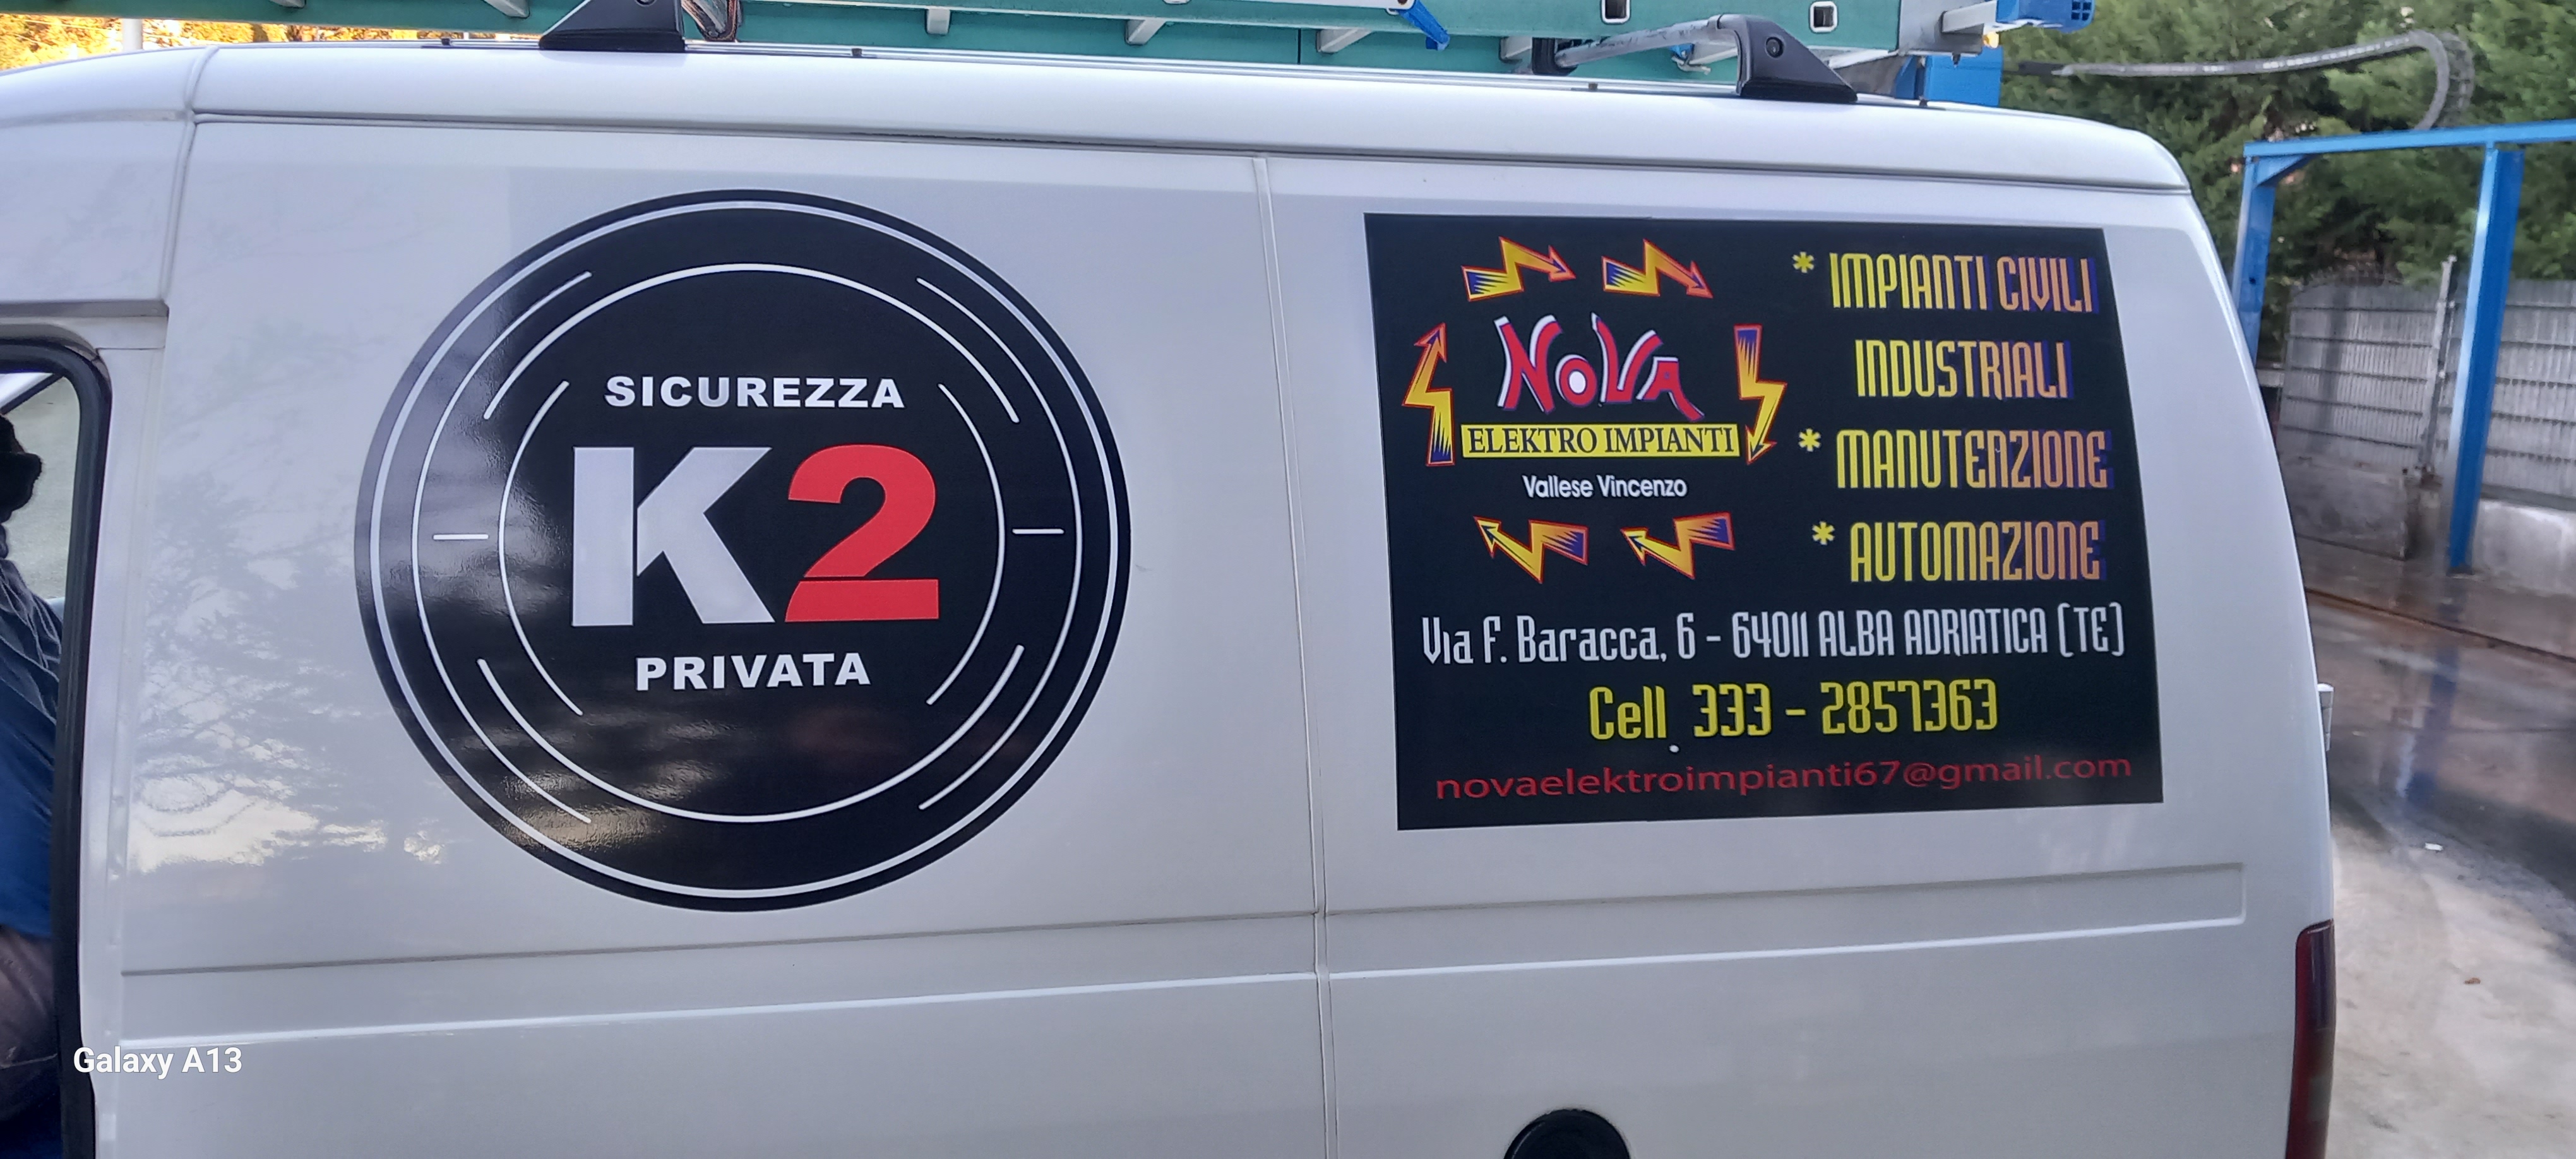 SICUREZZA
K2
PRIVATA
NOVA
ELEKTRO IMPIANTI
Vallese Vincenzo
* IMPIANTI CIVILI
INDUSTRIALI
* MANUTENZIONE
* AUTOMAZIONE
Via F. Baracca, 6 - 64011 ALBA ADRIATICA (TE)
Cell. 333 - 2857363
novaelektroimpianti67@gmail.com
Galaxy A13